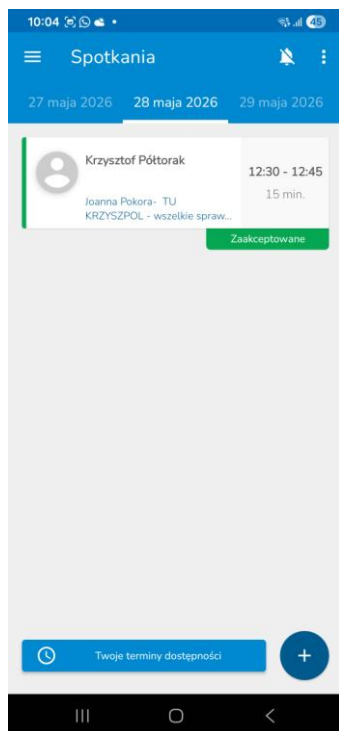 10:04
45
Spotkania
27 maja 2026 28 maja 2026 29 maja 2026
Krzysztof Półtorak
12:30 - 12:45
15 min.
Joanna Pokora- TU
KRZYSZPOL - wszelkie spraw...
Zaakceptowane
Twoje terminy dostępności